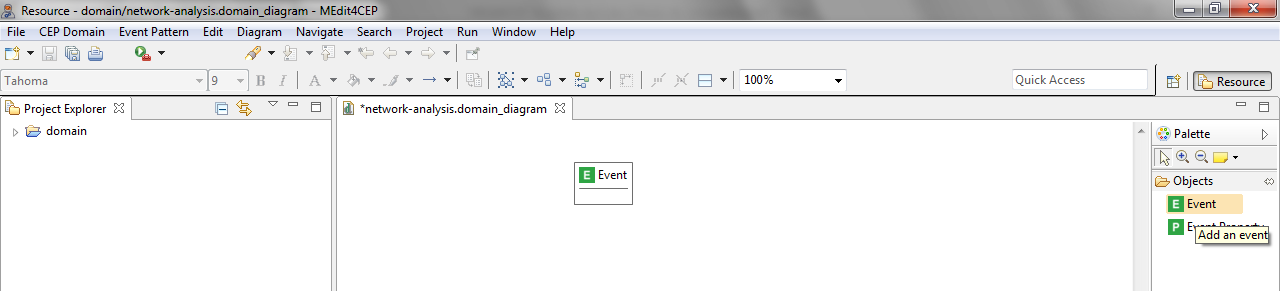 Resource - domain/network-analysis.domain_diagram - MEdit4CEP
File CEP Domain Event Pattern Edit Diagram Navigate Search Project Run Window Help
Tahoma 9 B I A 100% Quick Access Resource
Project Explorer *network-analysis.domain_diagram
domain
Palette
E Event
Objects
E Event
P Event Property
Add an event